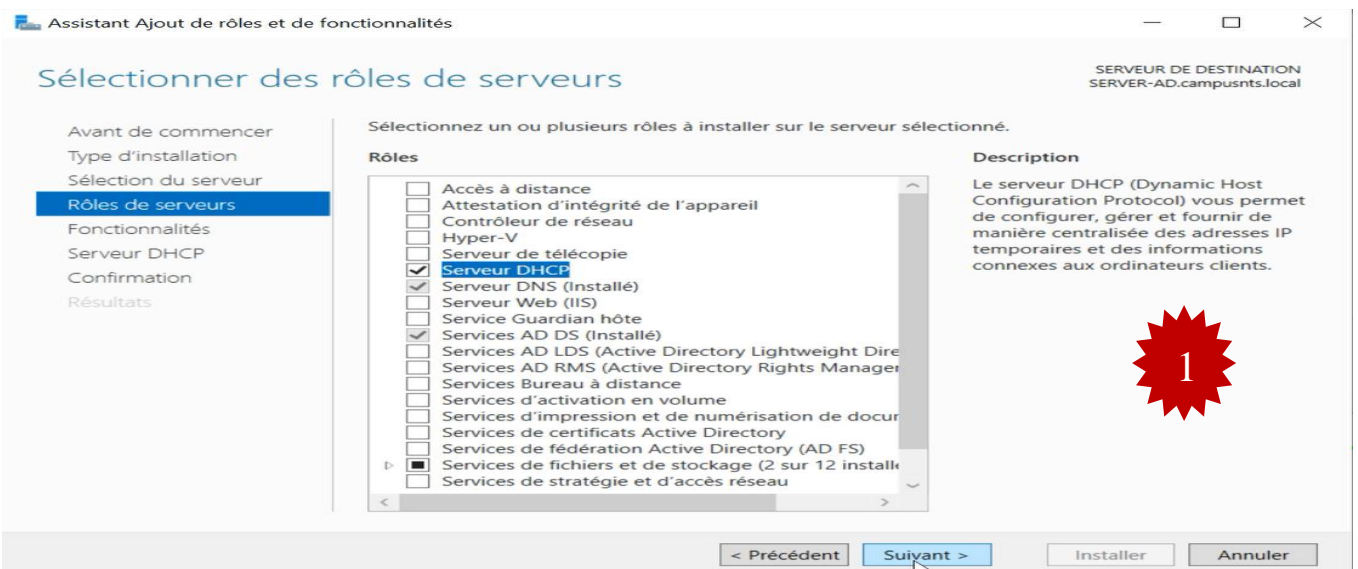 Assistant Ajout de rôles et de fonctionnalités
Sélectionner des rôles de serveurs
SERVEUR DE DESTINATION
SERVER-AD.campusnts.local
Avant de commencer
Type d'installation
Sélection du serveur
Rôles de serveurs
Fonctionnalités
Serveur DHCP
Confirmation
Résultats
Sélectionnez un ou plusieurs rôles à installer sur le serveur sélectionné.
Rôles
Accès à distance
Attestation d'intégrité de l'appareil
Contrôleur de réseau
Hyper-V
Serveur de télécopie
Serveur DHCP
Serveur DNS (Installé)
Serveur Web (IIS)
Service Guardian hôte
Services AD DS (Installé)
Services AD LDS (Active Directory Lightweight Dire
Services AD RMS (Active Directory Rights Manager
Services Bureau à distance
Services d'activation en volume
Services d'impression et de numérisation de docur
Services de certificats Active Directory
Services de fédération Active Directory (AD FS)
Services de fichiers et de stockage (2 sur 12 installé
Services de stratégie et d'accès réseau
Description
Le serveur DHCP (Dynamic Host
Configuration Protocol) vous permet
de configurer, gérer et fournir de
manière centralisée des adresses IP
temporaires et des informations
connexes aux ordinateurs clients.
1
< Précédent
Suivant >
Installer
Annuler